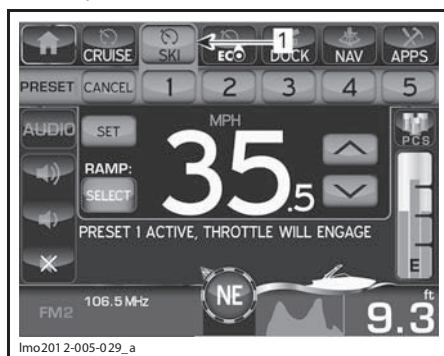 CRUISE SKI ECO DOCK NAV APPS
1
PRESET CANCEL 1 2 3 4 5
AUDIO SET MPH PCS
35.5
RAMP:
SELECT
PRESET 1 ACTIVE, THROTTLE WILL ENGAGE
E
FM2 106.5 MHz NE ft
9.3
lmo2012-005-029_a